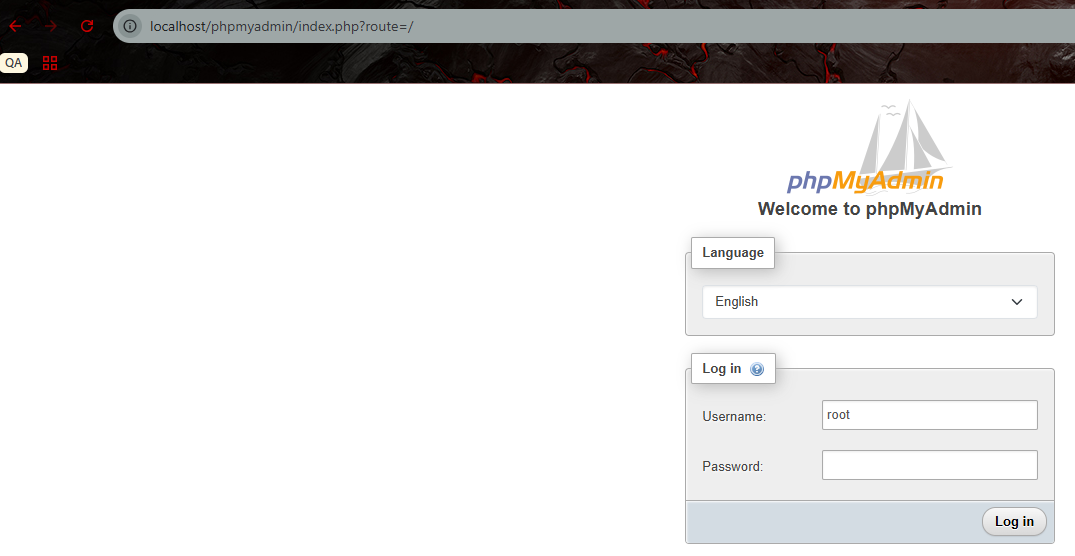 localhost/phpmyadmin/index.php?route=/
QA
phpMyAdmin
Welcome to phpMyAdmin
Language
English
Log in
Username:
root
Password:
Log in